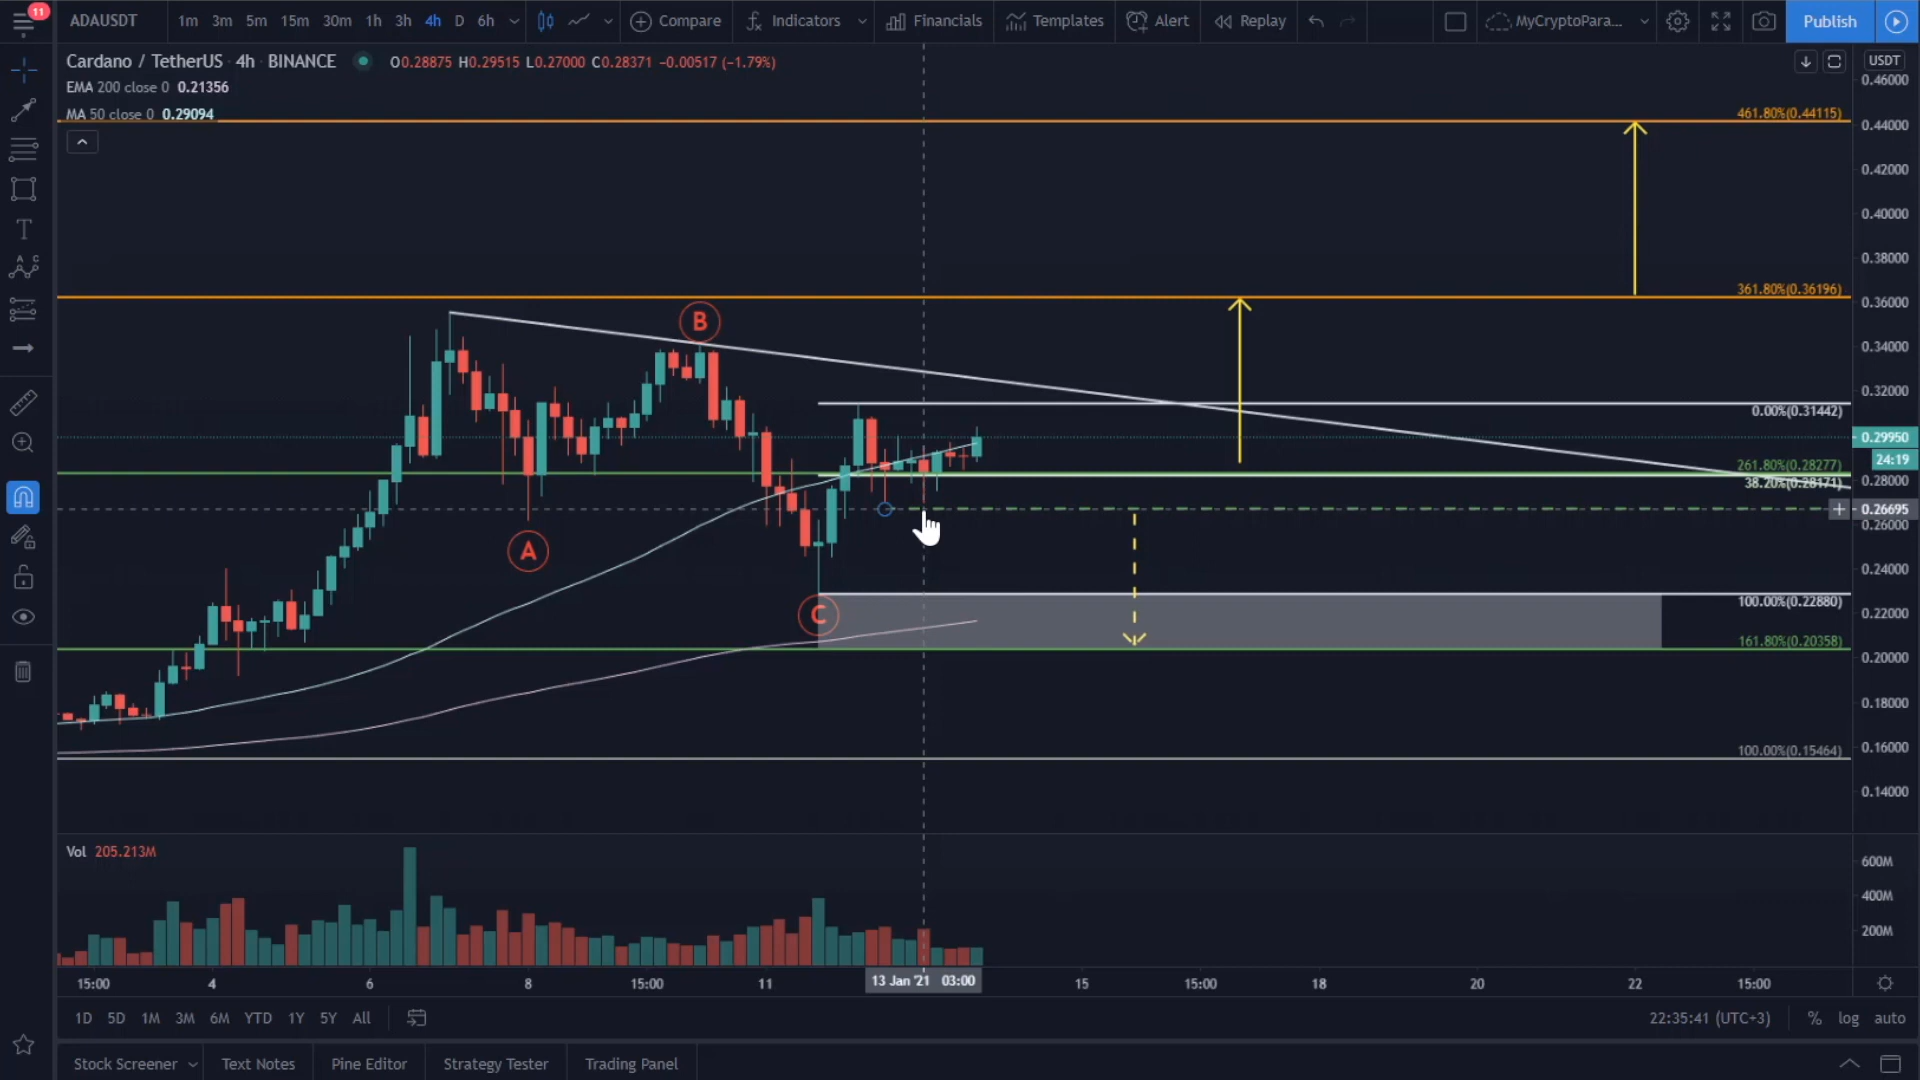 11
ADAUSDT 1m 3m 5m 15m 30m 1h 3h 4h D 6h Compare Indicators Financials Templates Alert Replay MyCryptoPara... Publish
Cardano / TetherUS 4h BINANCE O0.28875 H0.29515 L0.27000 C0.28371 −0.00517 (−1.79%)
USDT
EMA 200 close 0 0.21356
MA 50 close 0 0.29094
0.46000
461.80%(0.44115)
0.44000
0.42000
0.40000
0.38000
361.80%(0.36196)
0.36000
B
0.34000
0.32000
0.00%(0.31442)
0.29950
24:19
261.80%(0.28277)
38.20%(0.28171)
0.28000
0.26695
0.26000
A
0.24000
100.00%(0.22880)
C
0.22000
161.80%(0.20358)
0.20000
0.18000
100.00%(0.15464)
0.16000
0.14000
Vol 205.213M
600M
400M
200M
15:00 4 6 8 15:00 11 13 Jan '21 03:00 15 15:00 18 20 22 15:00
1D 5D 1M 3M 6M YTD 1Y 5Y All 22:35:41 (UTC+3) % log auto
Stock Screener Text Notes Pine Editor Strategy Tester Trading Panel